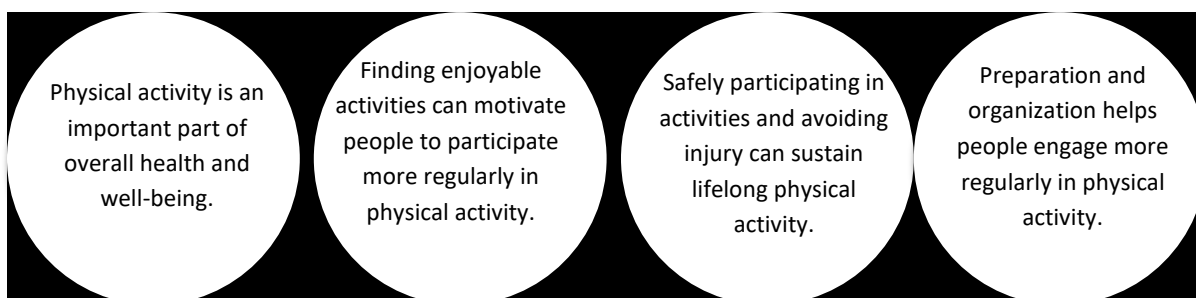 Physical activity is an
important part of
overall health and
well-being.
Finding enjoyable
activities can motivate
people to participate
more regularly in
physical activity.
Safely participating in
activities and avoiding
injury can sustain
lifelong physical
activity.
Preparation and
organization helps
people engage more
regularly in physical
activity.